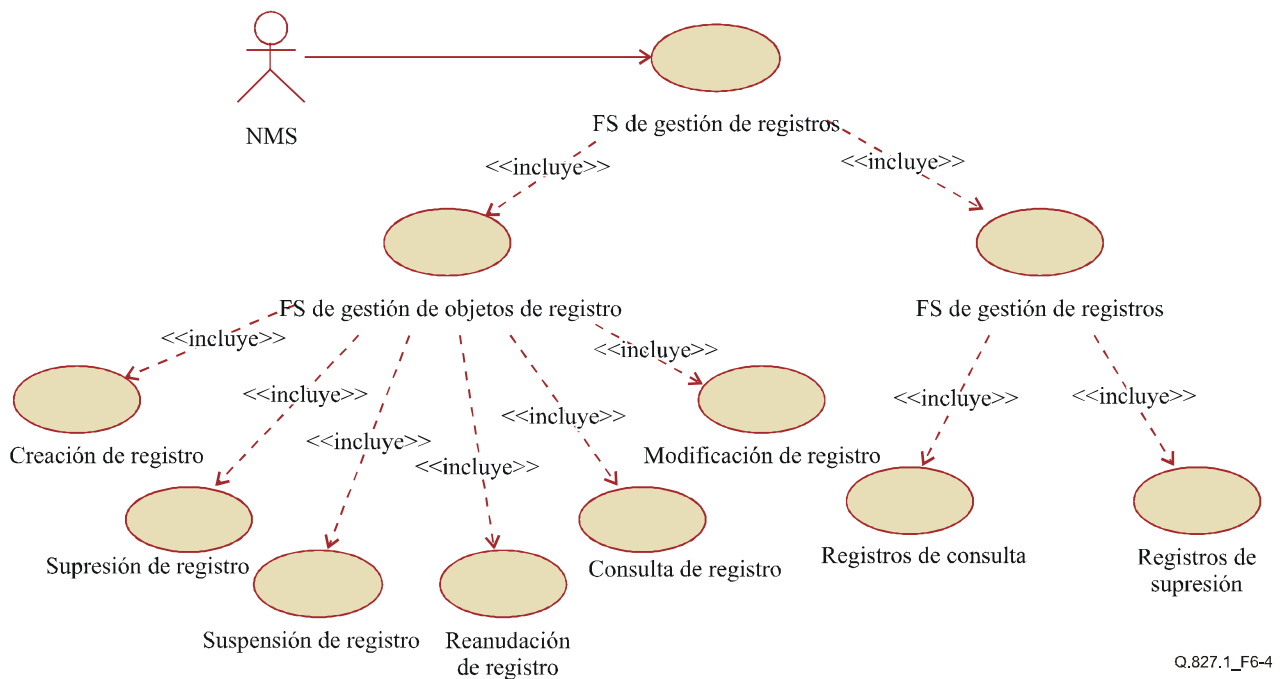 NMS
FS de gestión de registros
<<incluye>>
<<incluye>>
FS de gestión de objetos de registro
FS de gestión de registros
<<incluye>>
<<incluye>>
<<incluye>>
<<incluye>>
<<incluye>>
<<incluye>>
<<incluye>>
<<incluye>>
Creación de registro
Modificación de registro
Supresión de registro
Consulta de registro
Registros de consulta
Registros de
supresión
Suspensión de registro
Reanudación
de registro
Q.827.1_F6-4